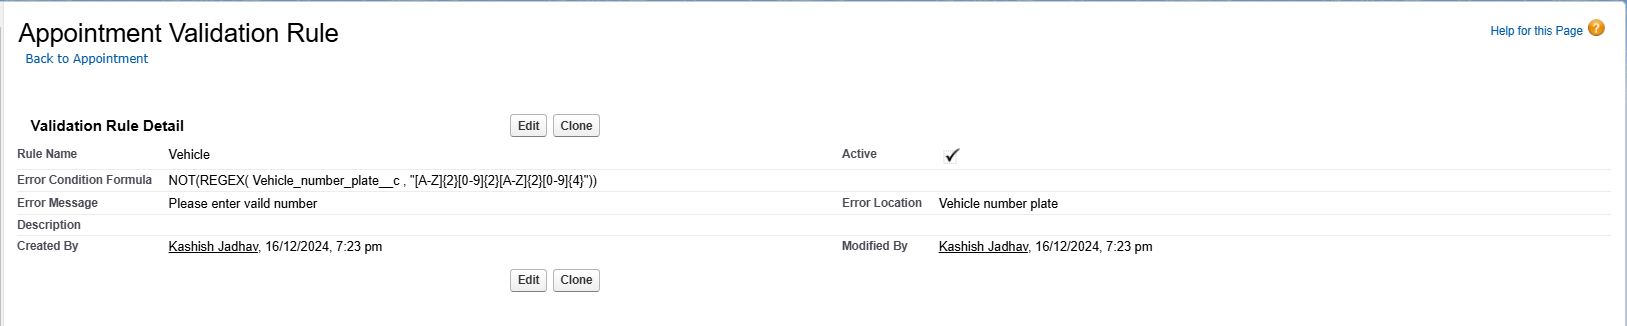 Appointment Validation Rule
Help for this Page ?
Back to Appointment
Validation Rule Detail Edit Clone
Rule Name Vehicle Active
Error Condition Formula NOT(REGEX( Vehicle_number_plate__c , "[A-Z]{2}[0-9]{2}[A-Z]{2}[0-9]{4}"))
Error Message Please enter vaild number Error Location Vehicle number plate
Description
Created By Kashish Jadhav, 16/12/2024, 7:23 pm Modified By Kashish Jadhav, 16/12/2024, 7:23 pm
Edit Clone